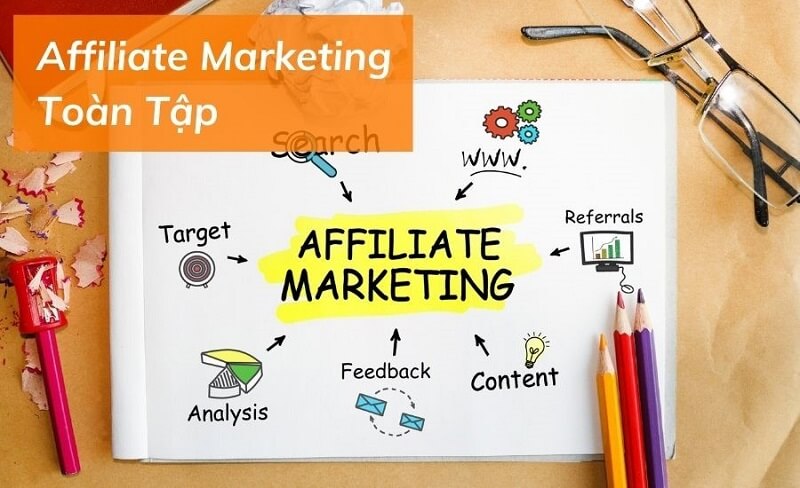 Affiliate Marketing
Toàn Tập
Search
www.
Target
Referrals
AFFILIATE
MARKETING
Analysis
Feedback
Content